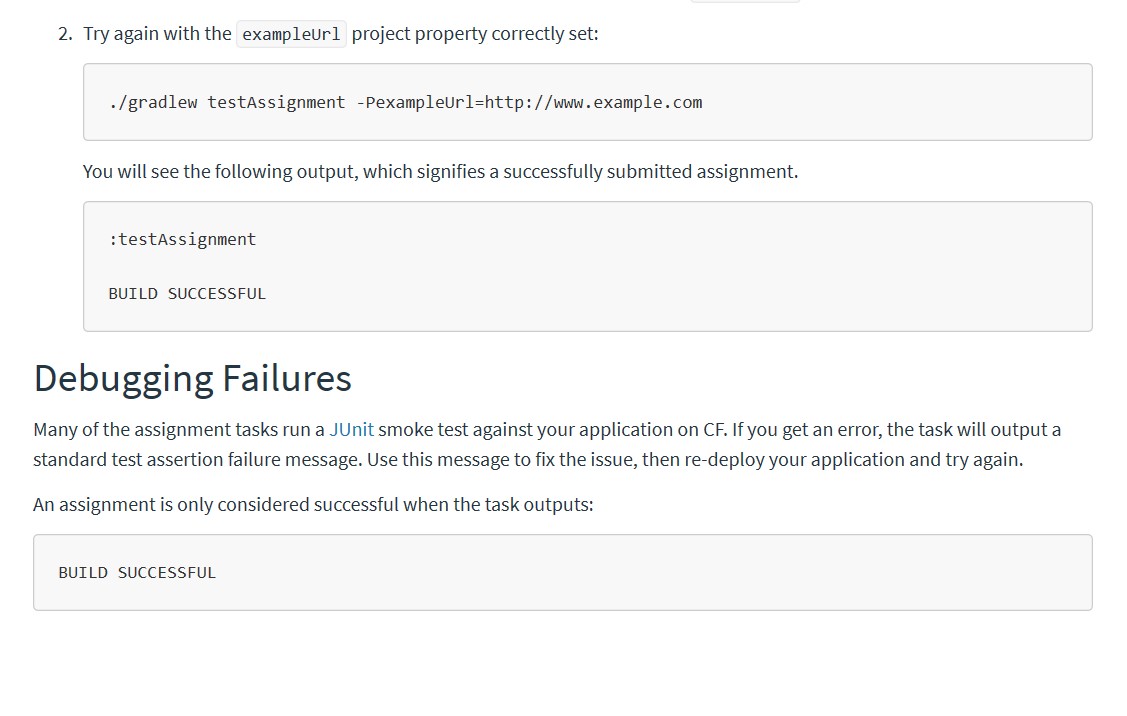 2. Try again with the exampleUrl project property correctly set:
./gradlew testAssignment -PexampleUrl=http://www.example.com
You will see the following output, which signifies a successfully submitted assignment.
:testAssignment
BUILD SUCCESSFUL
Debugging Failures
Many of the assignment tasks run a JUnit smoke test against your application on CF. If you get an error, the task will output a
standard test assertion failure message. Use this message to fix the issue, then re-deploy your application and try again.
An assignment is only considered successful when the task outputs:
BUILD SUCCESSFUL